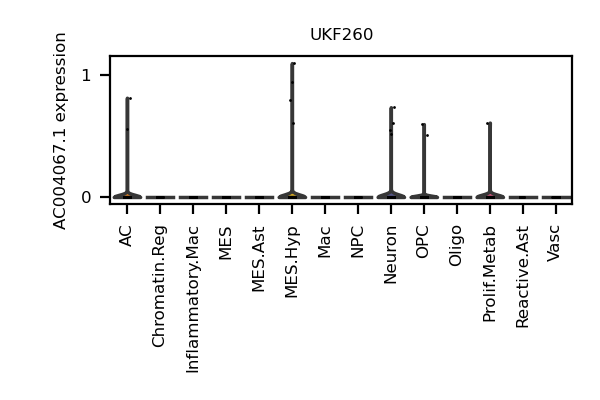 UKF260
AC004067.1 expression
1
0
AC
Chromatin.Reg
Inflammatory.Mac
MES
MES.Ast
MES.Hyp
Mac
NPC
Neuron
OPC
Oligo
Prolif.Metab
Reactive.Ast
Vasc